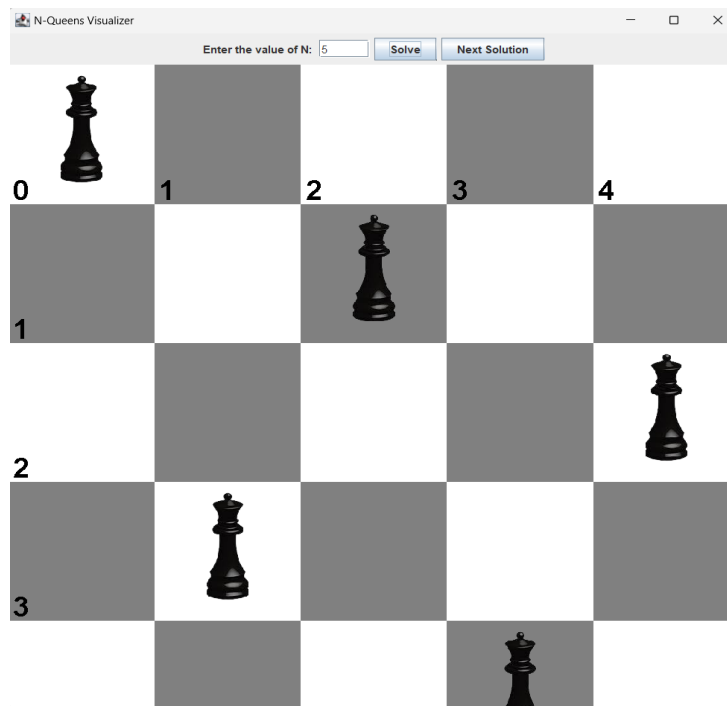 N-Queens Visualizer
Enter the value of N: 5 Solve Next Solution
0 1 2 3 4
1
2
3